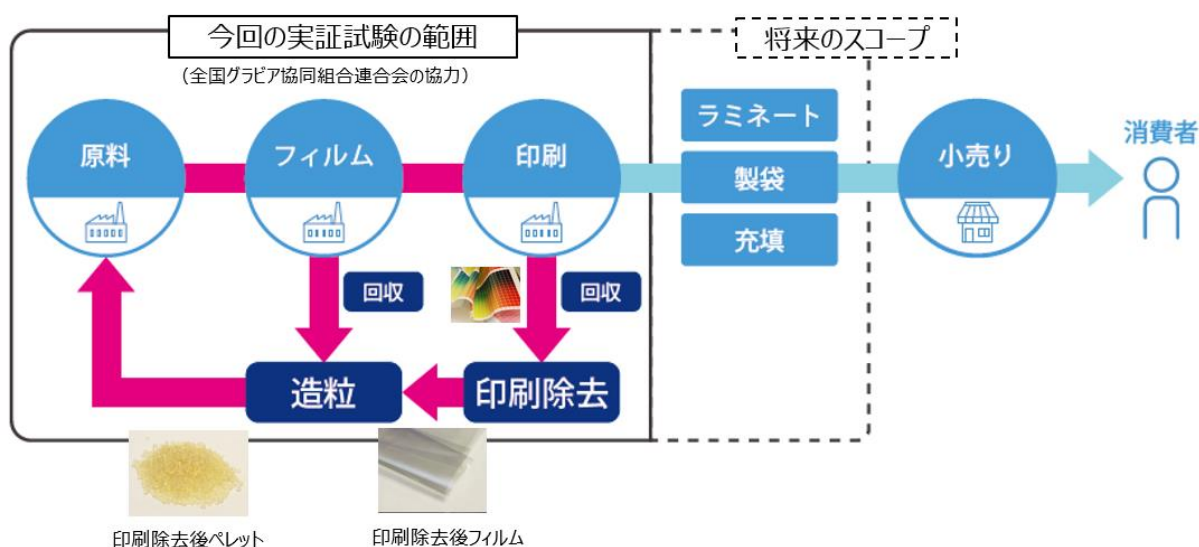 今回の実証試験の範囲
(全国グラビア協同組合連合会の協力)
将来のスコープ
原料
フィルム
印刷
ラミネート
製袋
充填
小売り
消費者
回収
回収
造粒
印刷除去
印刷除去後ペレット
印刷除去後フィルム